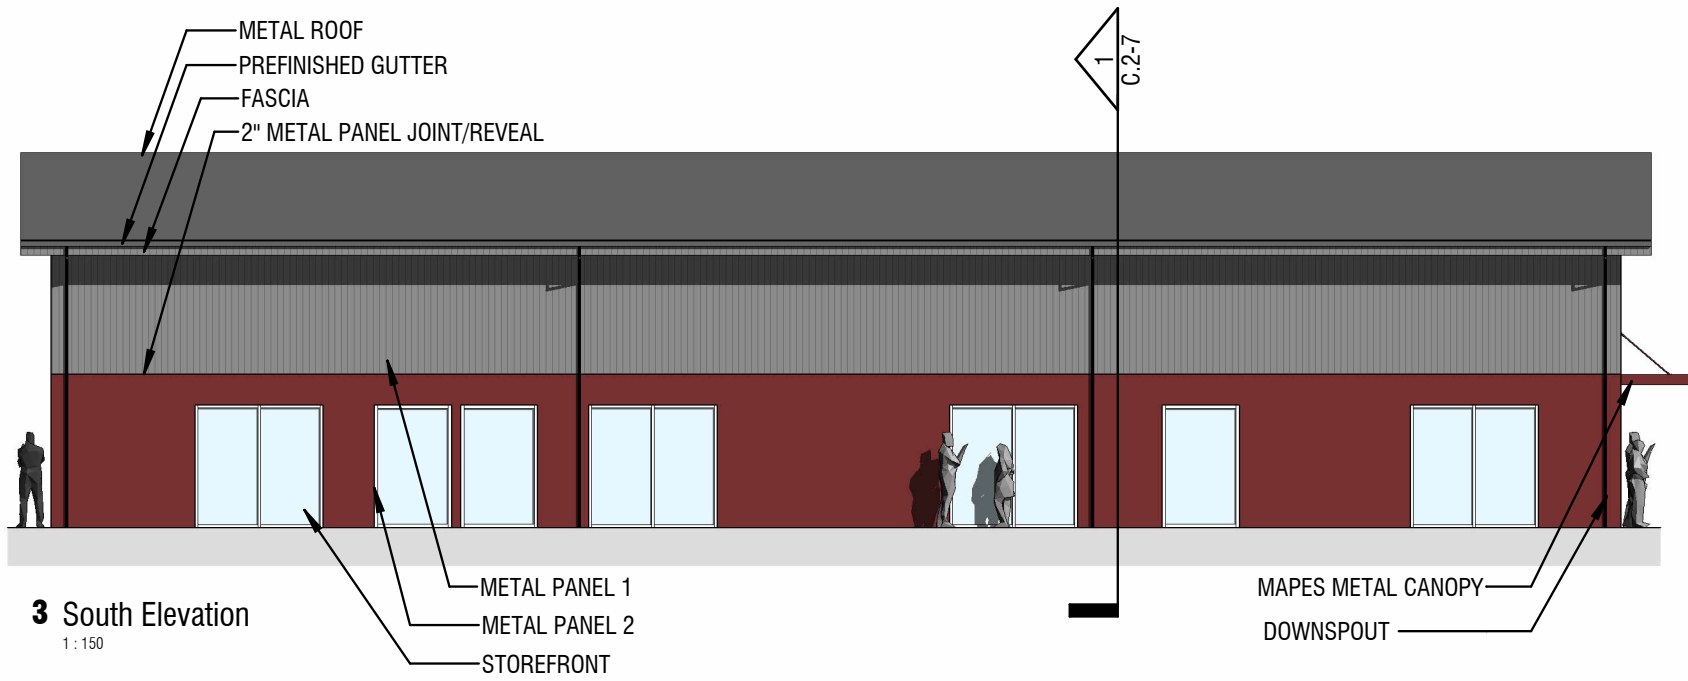 METAL ROOF
PREFINISHED GUTTER
FASCIA
2" METAL PANEL JOINT/REVEAL
1
C.2-7
METAL PANEL 1
METAL PANEL 2
STOREFRONT
MAPES METAL CANOPY
DOWNSPOUT
3 South Elevation
1 : 150